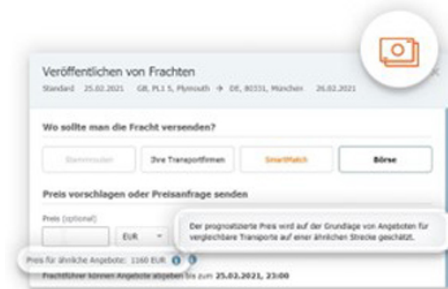 Veröffentlichen von Frachten
Standard 25.02.2021 GB, PL1 5, Plymouth → DE, 80331, München 26.02.2021
Wo sollte man die Fracht versenden?
Stammrouten Ihre Transportfirmen SmartMatch Börse
Preis vorschlagen oder Preisanfrage senden
Preis (optional)
EUR
Der prognostizierte Preis wird auf der Grundlage von Angeboten für
vergleichbare Transporte auf einer ähnlichen Strecke geschätzt.
Preis für ähnliche Angebote: 1160 EUR
Frachtführer können Angebote abgeben bis zum 25.02.2021, 23:00